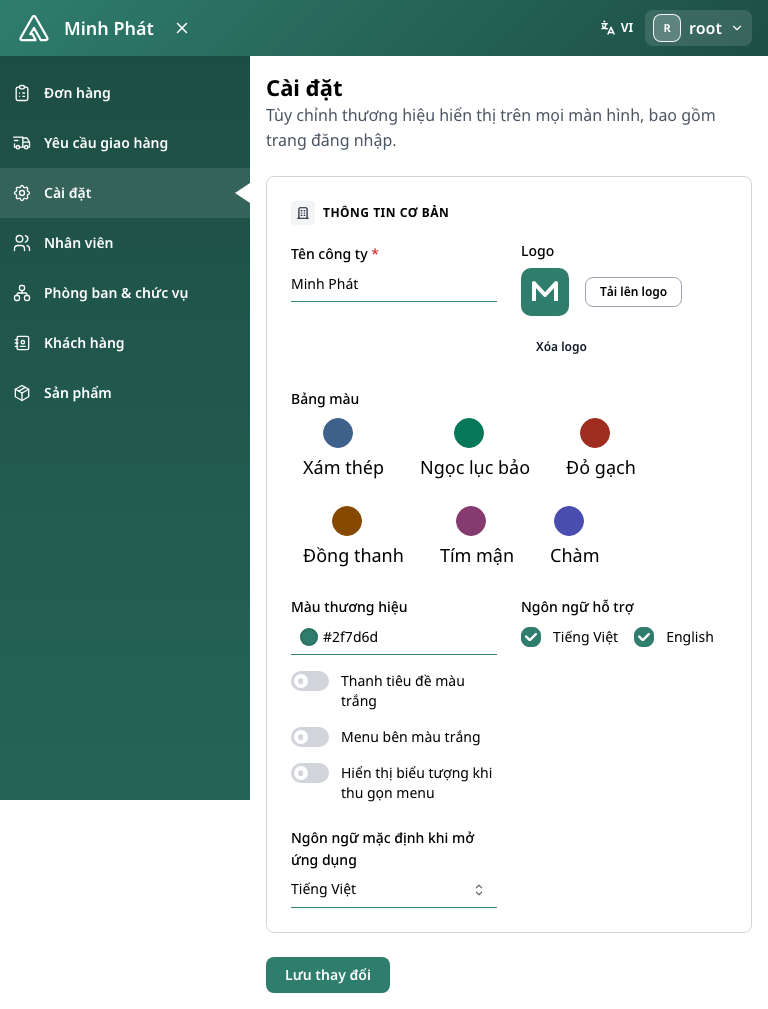 Minh Phát
VI
R
root
Đơn hàng
Yêu cầu giao hàng
Cài đặt
Nhân viên
Phòng ban & chức vụ
Khách hàng
Sản phẩm
Cài đặt
Tùy chỉnh thương hiệu hiển thị trên mọi màn hình, bao gồm
trang đăng nhập.
THÔNG TIN CƠ BẢN
Tên công ty *
Minh Phát
Logo
Tải lên logo
Xóa logo
Bảng màu
Xám thép
Ngọc lục bảo
Đỏ gạch
Đồng thanh
Tím mận
Chàm
Màu thương hiệu
#2f7d6d
Ngôn ngữ hỗ trợ
Tiếng Việt
English
Thanh tiêu đề màu
trắng
Menu bên màu trắng
Hiển thị biểu tượng khi
thu gọn menu
Ngôn ngữ mặc định khi mở
ứng dụng
Tiếng Việt
Lưu thay đổi